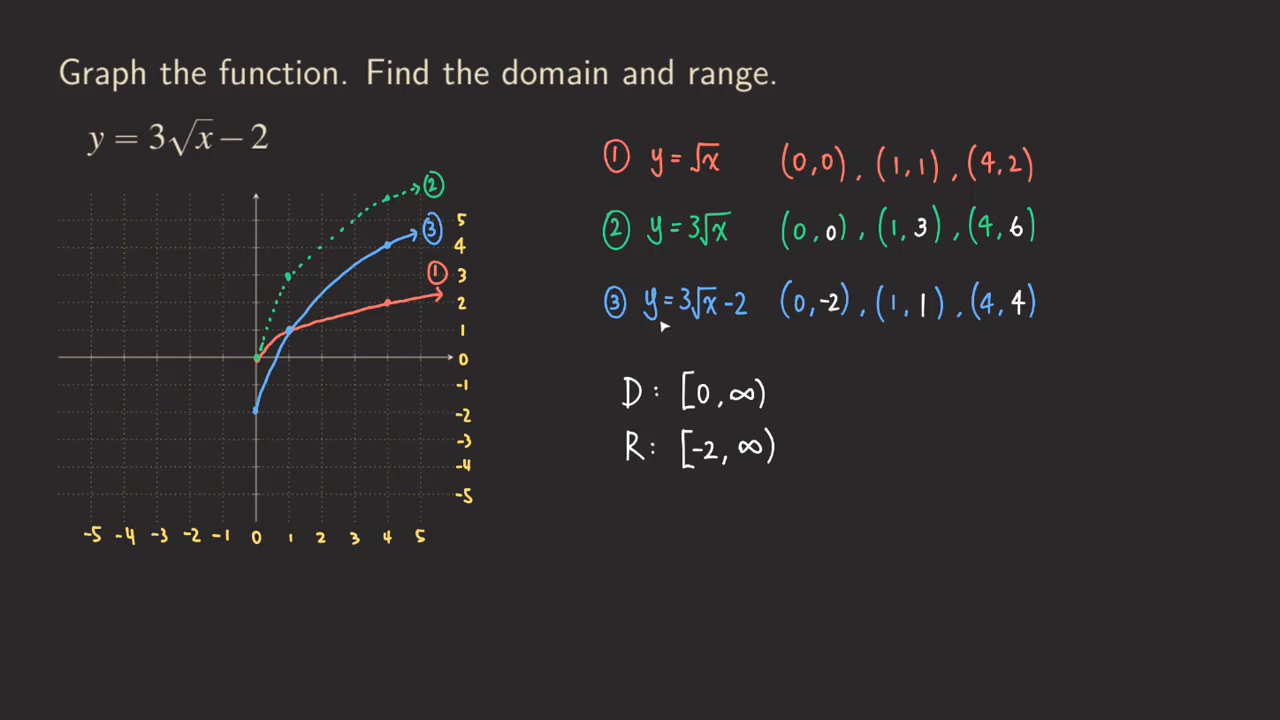 Graph the function. Find the domain and range.
y = 3√x − 2
① y = √x (0,0), (1,1), (4,2)
② y = 3√x (0,0), (1,3), (4,6)
③ y = 3√x - 2 (0,-2), (1,1), (4,4)
D: [0,∞)
R: [-2,∞)
②
③
①
5
4
3
2
1
0
-1
-2
-3
-4
-5
-5 -4 -3 -2 -1 0 1 2 3 4 5